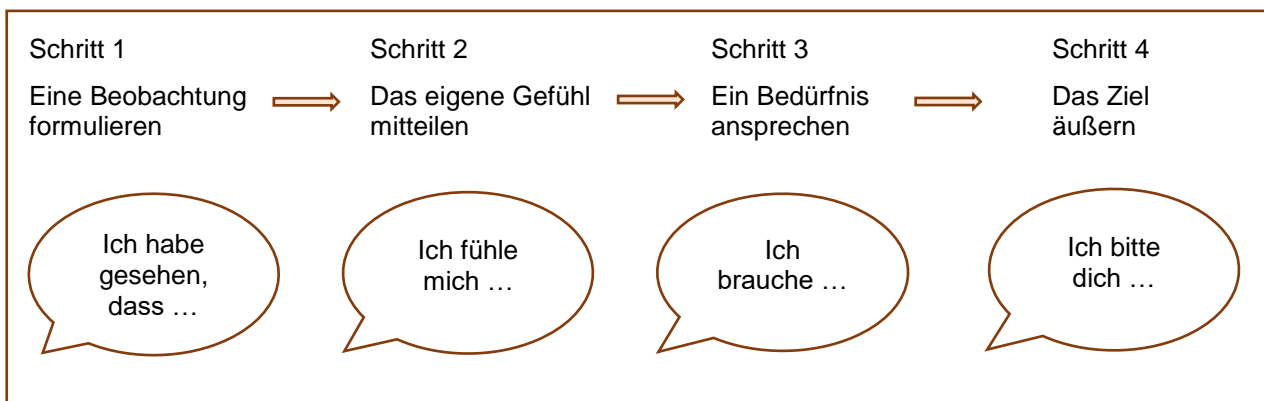 Schritt 1
Eine Beobachtung
formulieren
Schritt 2
Das eigene Gefühl
mitteilen
Schritt 3
Ein Bedürfnis
ansprechen
Schritt 4
Das Ziel
äußern
Ich habe
gesehen,
dass …
Ich fühle
mich …
Ich
brauche …
Ich bitte
dich …